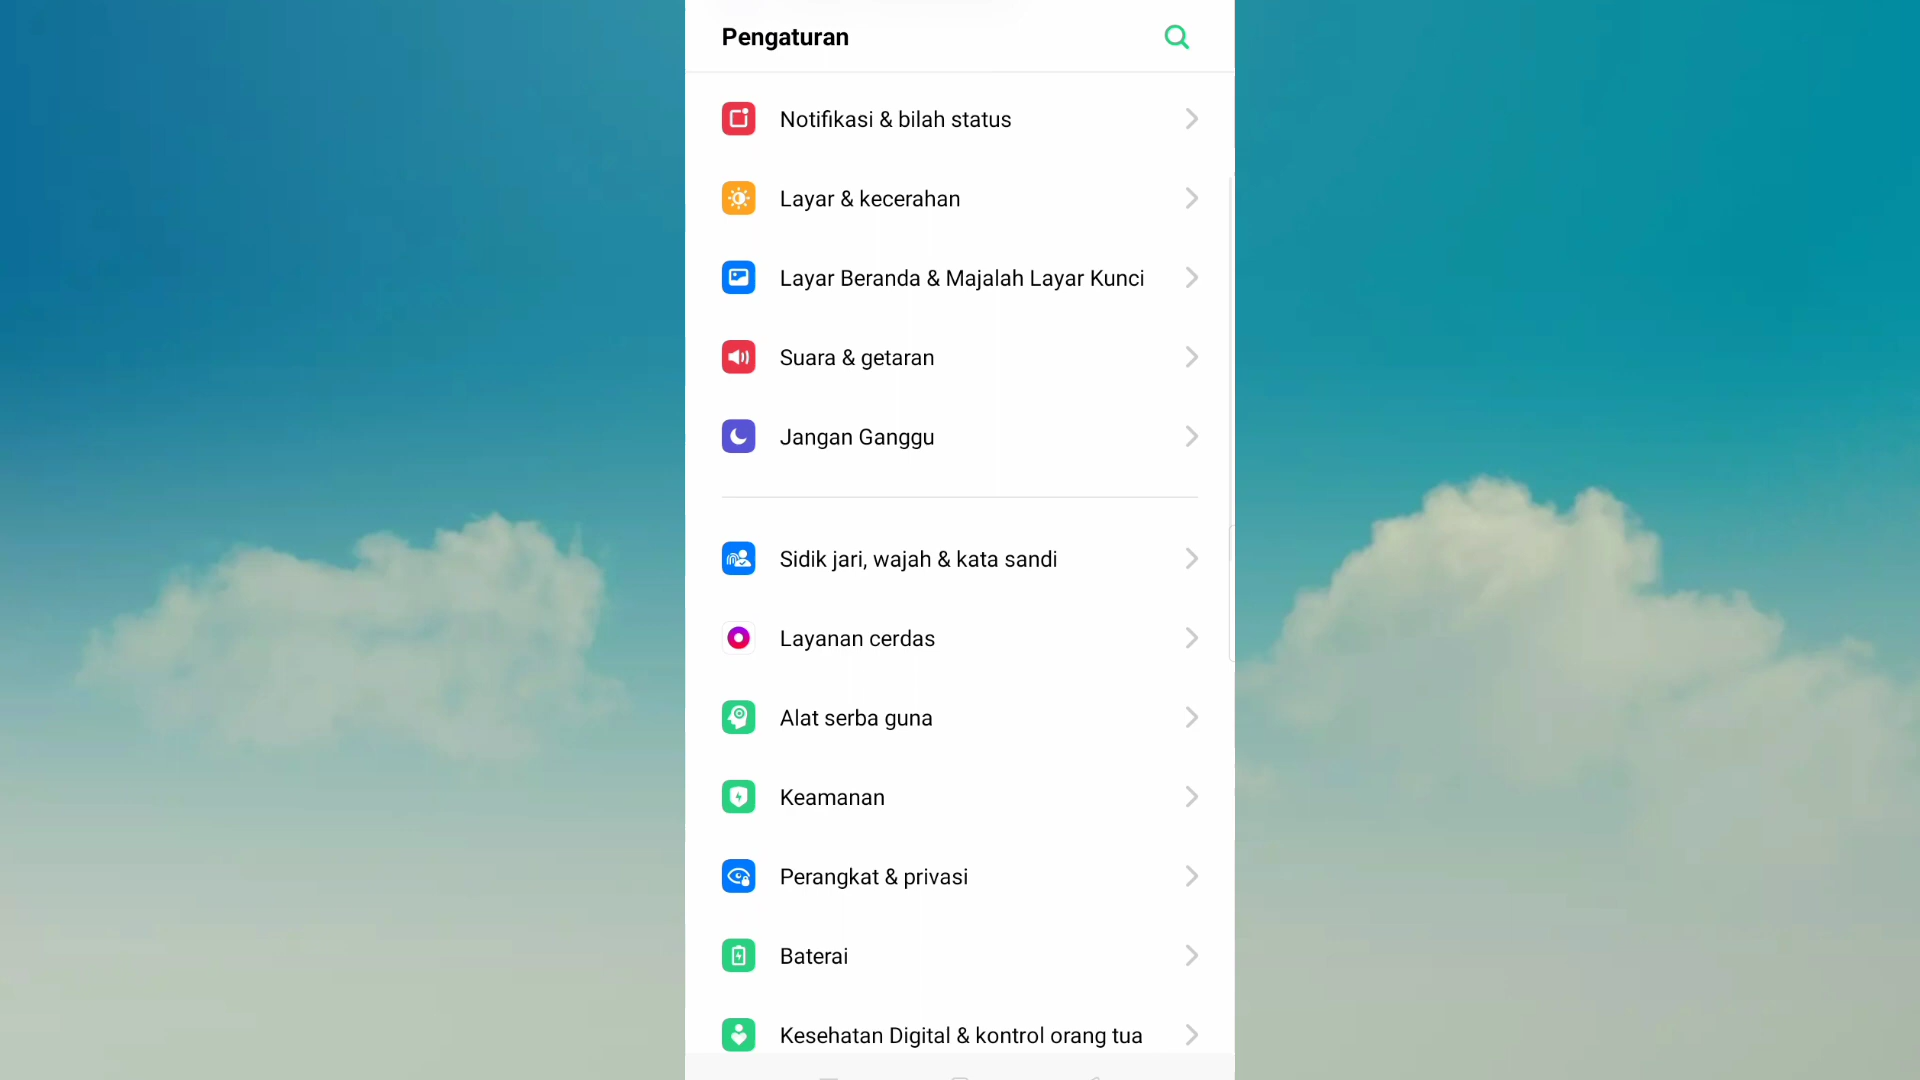 Pengaturan
Notifikasi & bilah status
Layar & kecerahan
Layar Beranda & Majalah Layar Kunci
Suara & getaran
Jangan Ganggu
Sidik jari, wajah & kata sandi
Layanan cerdas
Alat serba guna
Keamanan
Perangkat & privasi
Baterai
Kesehatan Digital & kontrol orang tua